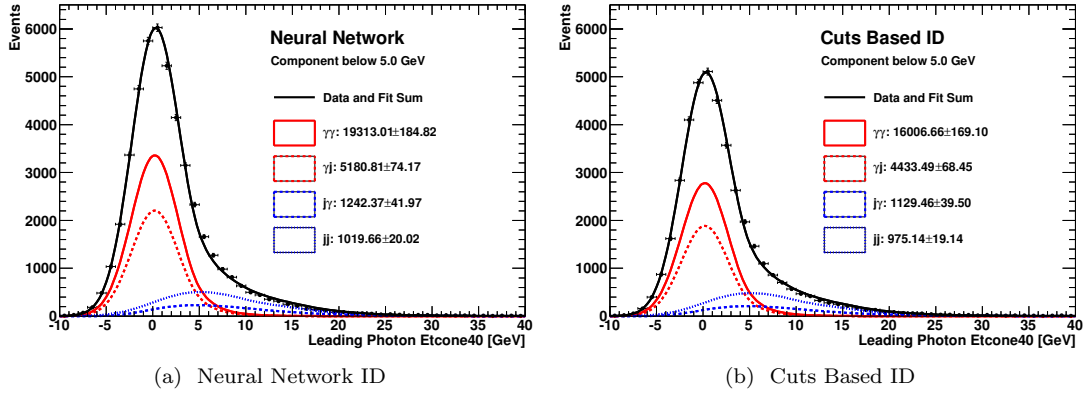 Events
6000
5000
4000
3000
2000
1000
0
-10 -5 0 5 10 15 20 25 30 35 40
Leading Photon Etcone40 [GeV]
Neural Network
Component below 5.0 GeV
Data and Fit Sum
γγ: 19313.01±184.82
γj: 5180.81±74.17
jγ: 1242.37±41.97
jj: 1019.66±20.02
(a) Neural Network ID
Events
6000
5000
4000
3000
2000
1000
0
-10 -5 0 5 10 15 20 25 30 35 40
Leading Photon Etcone40 [GeV]
Cuts Based ID
Component below 5.0 GeV
Data and Fit Sum
γγ: 16006.66±169.10
γj: 4433.49±68.45
jγ: 1129.46±39.50
jj: 975.14±19.14
(b) Cuts Based ID